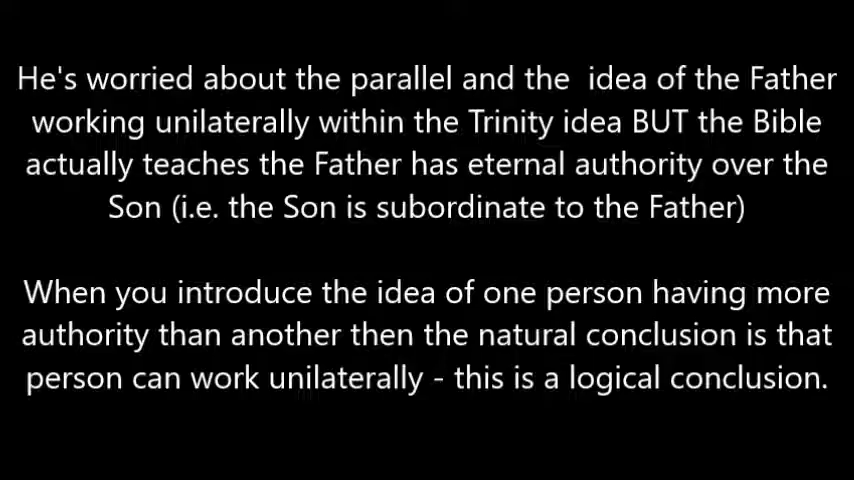 He's worried about the parallel and the idea of the Father
working unilaterally within the Trinity idea BUT the Bible
actually teaches the Father has eternal authority over the
Son (i.e. the Son is subordinate to the Father)
When you introduce the idea of one person having more
authority than another then the natural conclusion is that
person can work unilaterally - this is a logical conclusion.